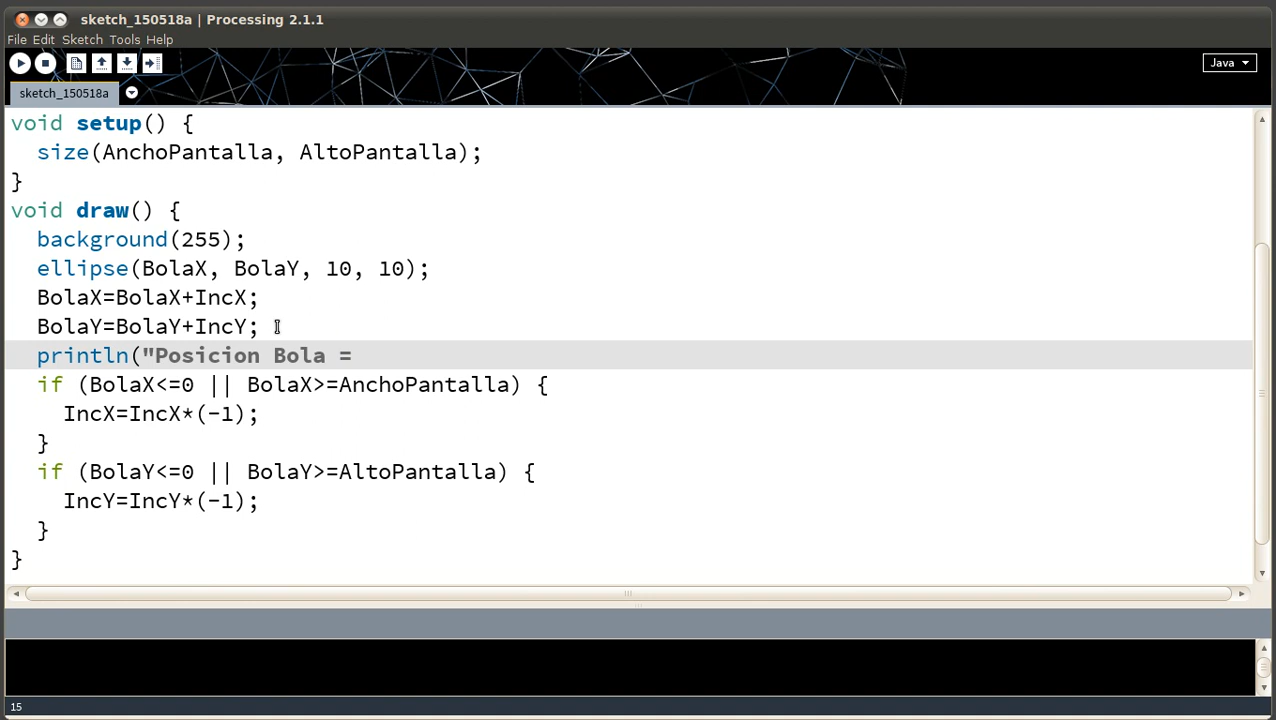 sketch_150518a | Processing 2.1.1
File Edit Sketch Tools Help
Java
sketch_150518a
void setup() {
  size(AnchoPantalla, AltoPantalla);
}
void draw() {
  background(255);
  ellipse(BolaX, BolaY, 10, 10);
  BolaX=BolaX+IncX;
  BolaY=BolaY+IncY;
  println("Posicion Bola =
  if (BolaX<=0 || BolaX>=AnchoPantalla) {
    IncX=IncX*(-1);
  }
  if (BolaY<=0 || BolaY>=AltoPantalla) {
    IncY=IncY*(-1);
  }
}
15